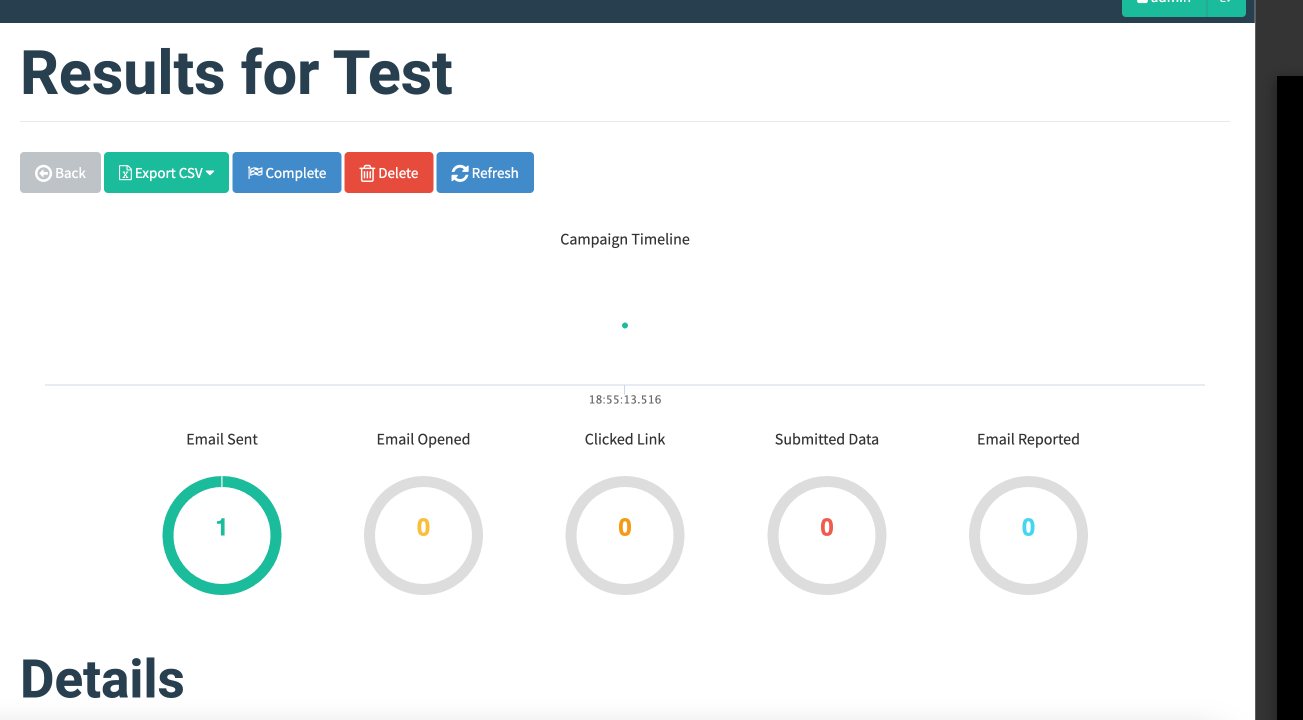 admin
Results for Test
Back
Export CSV
Complete
Delete
Refresh
Campaign Timeline
18:55:13.516
Email Sent
Email Opened
Clicked Link
Submitted Data
Email Reported
1
0
0
0
0
Details